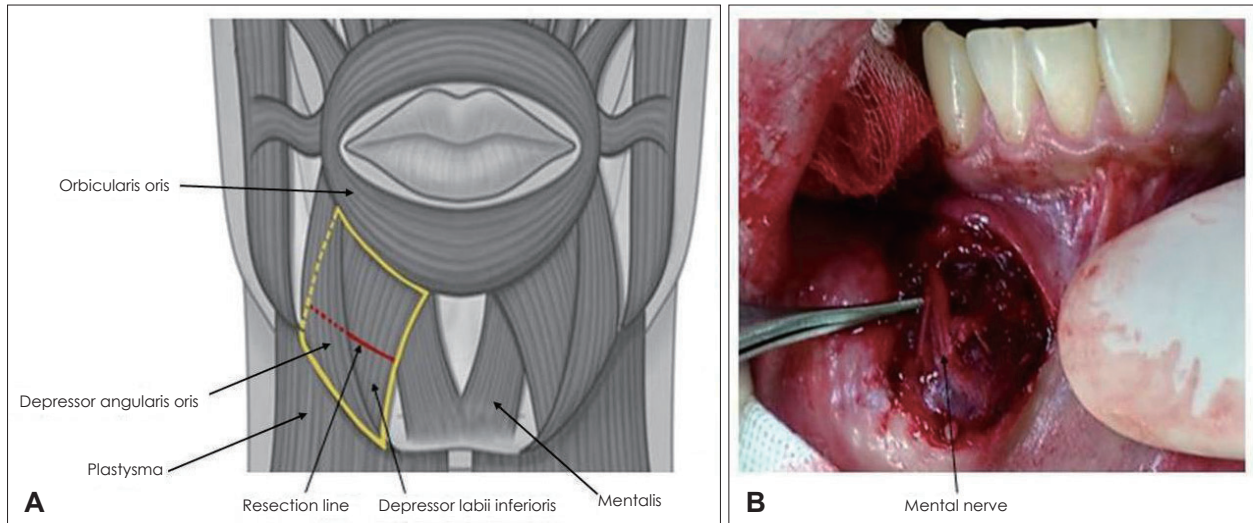 Orbicularis oris
Depressor angularis oris
Plastysma
A
Resection line
Depressor labii inferioris
Mentalis
B
Mental nerve